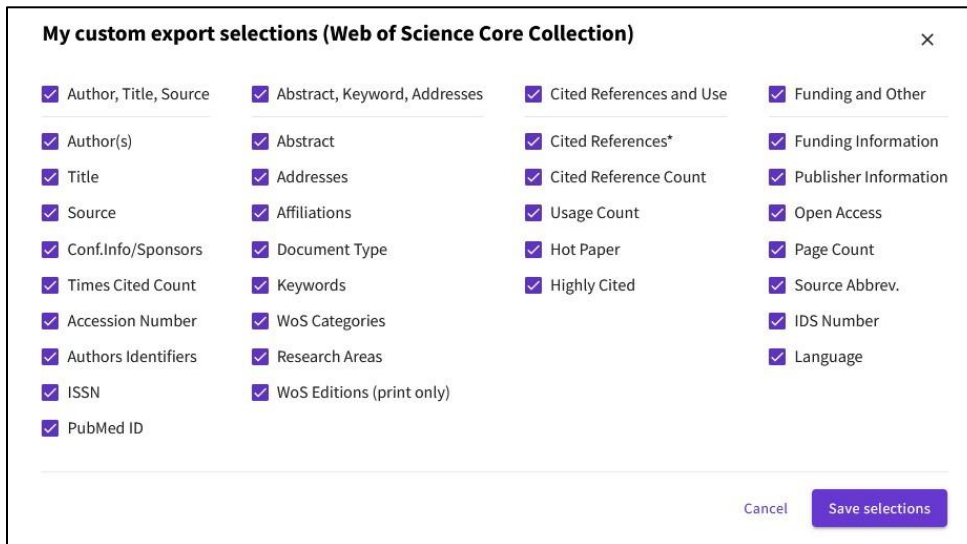 My custom export selections (Web of Science Core Collection)
Author, Title, Source
Author(s)
Title
Source
Conf.Info/Sponsors
Times Cited Count
Accession Number
Authors Identifiers
ISSN
PubMed ID
Abstract, Keyword, Addresses
Abstract
Addresses
Affiliations
Document Type
Keywords
WoS Categories
Research Areas
WoS Editions (print only)
Cited References and Use
Cited References*
Cited Reference Count
Usage Count
Hot Paper
Highly Cited
Funding and Other
Funding Information
Publisher Information
Open Access
Page Count
Source Abbrev.
IDS Number
Language
Cancel
Save selections